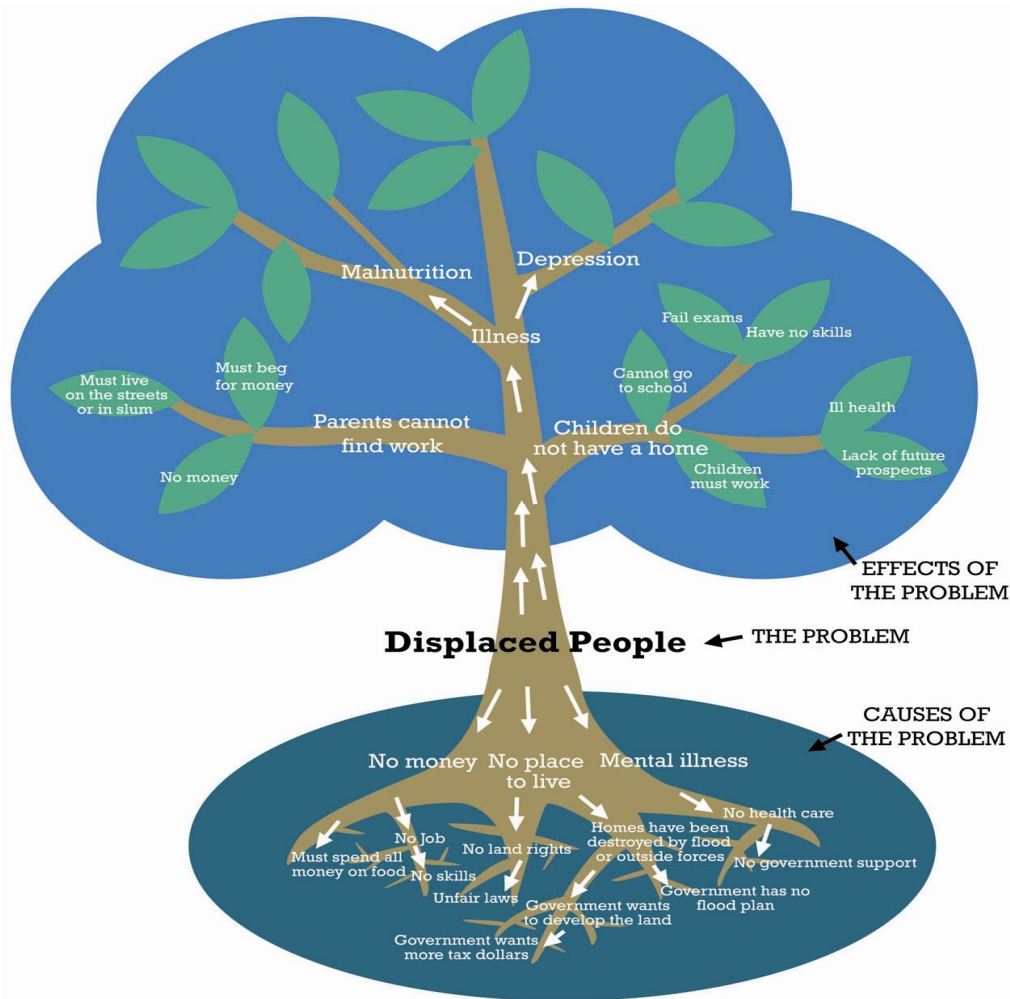 Depression
Malnutrition
Illness
Fail exams
Have no skills
Must beg
for money
Cannot go
to school
Must live
on the streets
or in slum
Ill health
Parents cannot
find work
Children do
not have a home
Lack of future
prospects
No money
Children
must work
EFFECTS OF
THE PROBLEM
Displaced People
THE PROBLEM
CAUSES OF
THE PROBLEM
No money
No place
to live
Mental illness
No health care
No Job
Must spend all
money on food
No skills
No land rights
Unfair laws
Homes have been
destroyed by flood
or outside forces
No government support
Government has no
flood plan
Government wants
to develop the land
Government wants
more tax dollars